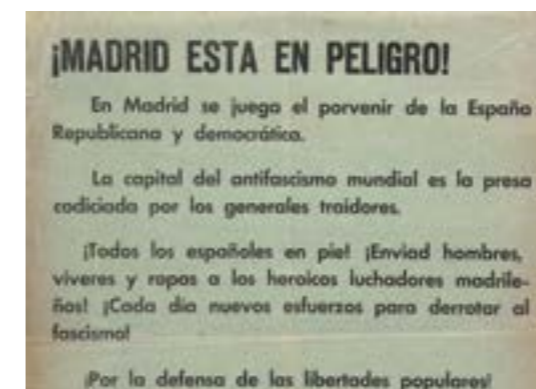 ¡MADRID ESTA EN PELIGRO!
En Madrid se juega el porvenir de la España
Republicana y democrática.
La capital del antifascismo mundial es la presa
codiciada por los generales traidores.
¡Todos los españoles en pie! ¡Enviad hombres,
viveres y ropas a los heroicos luchadores madrile-
ños! ¡Cada dia nuevos esfuerzos para derrotar al
fascismo!
¡Por la defensa de las libertades populares!